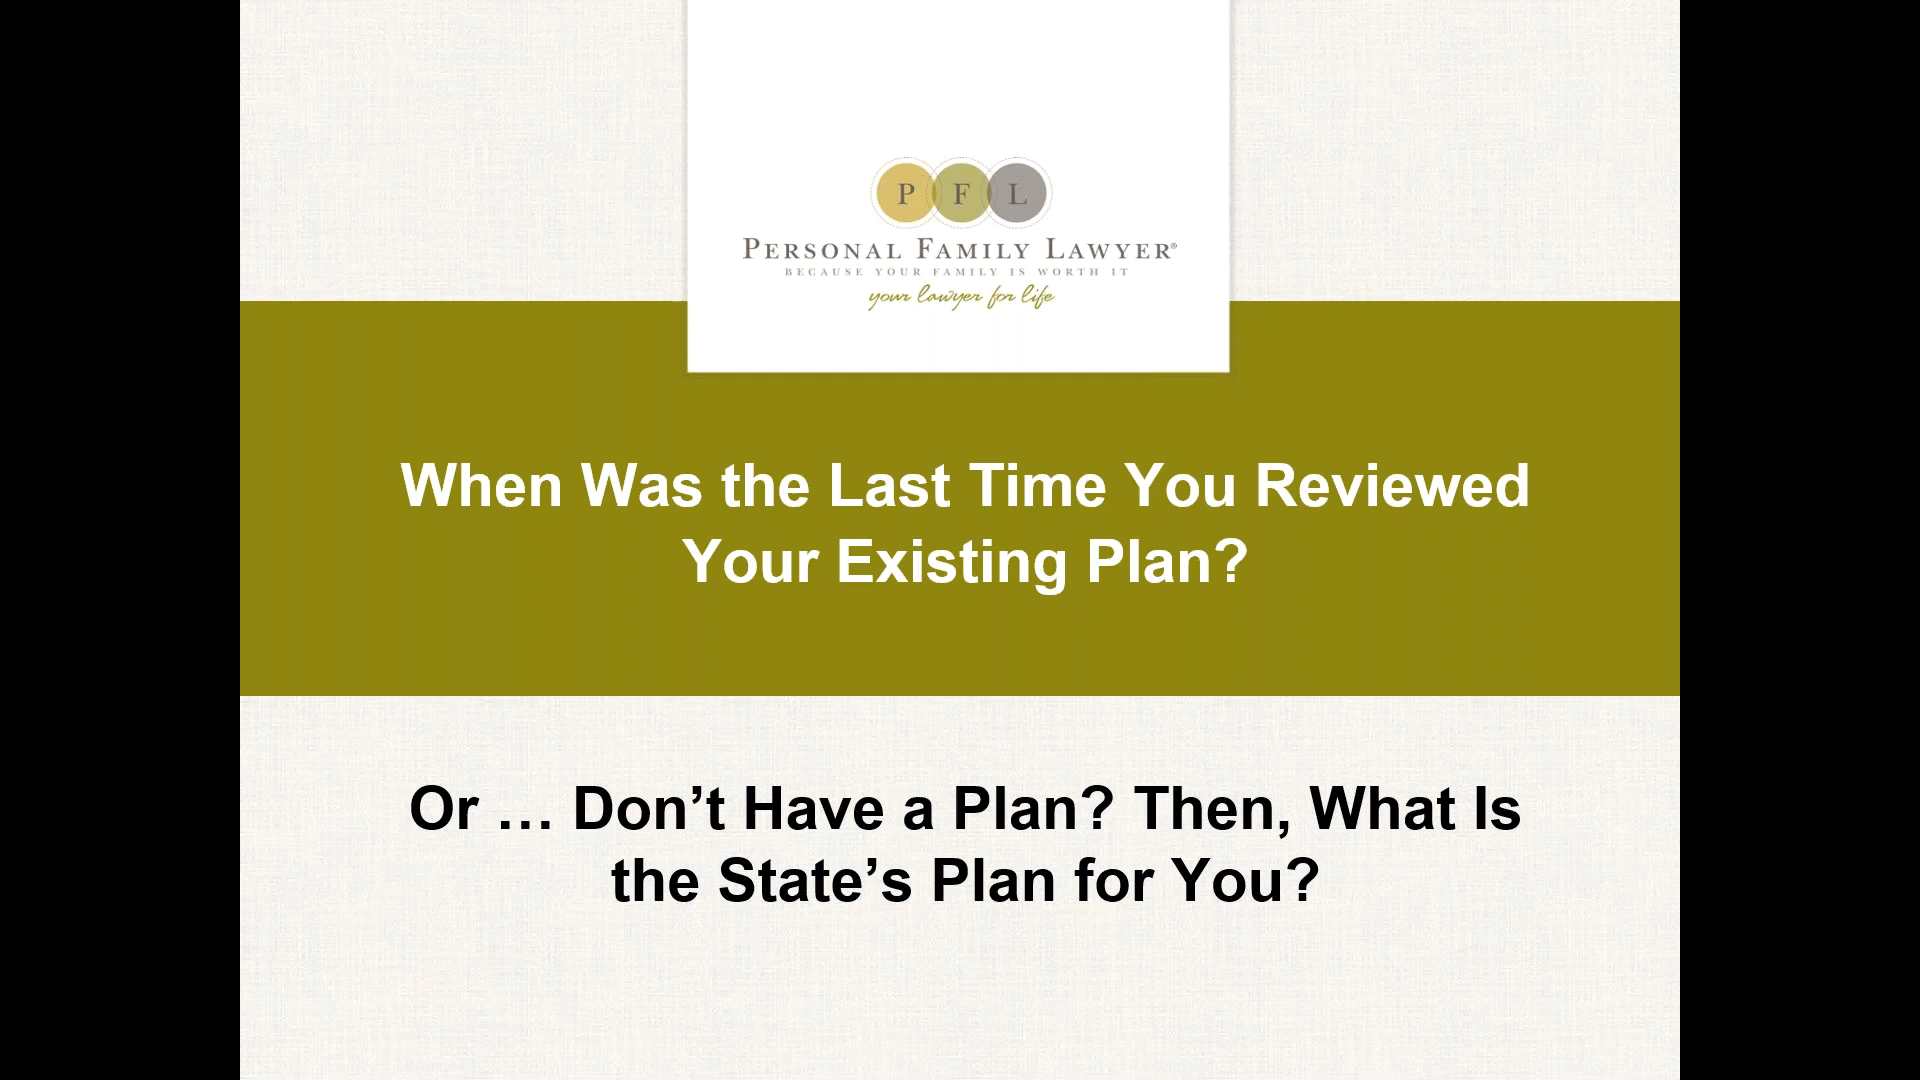 P F L
PERSONAL FAMILY LAWYER®
BECAUSE YOUR FAMILY IS WORTH IT
your lawyer for life
When Was the Last Time You Reviewed
Your Existing Plan?
Or … Don’t Have a Plan? Then, What Is
the State’s Plan for You?